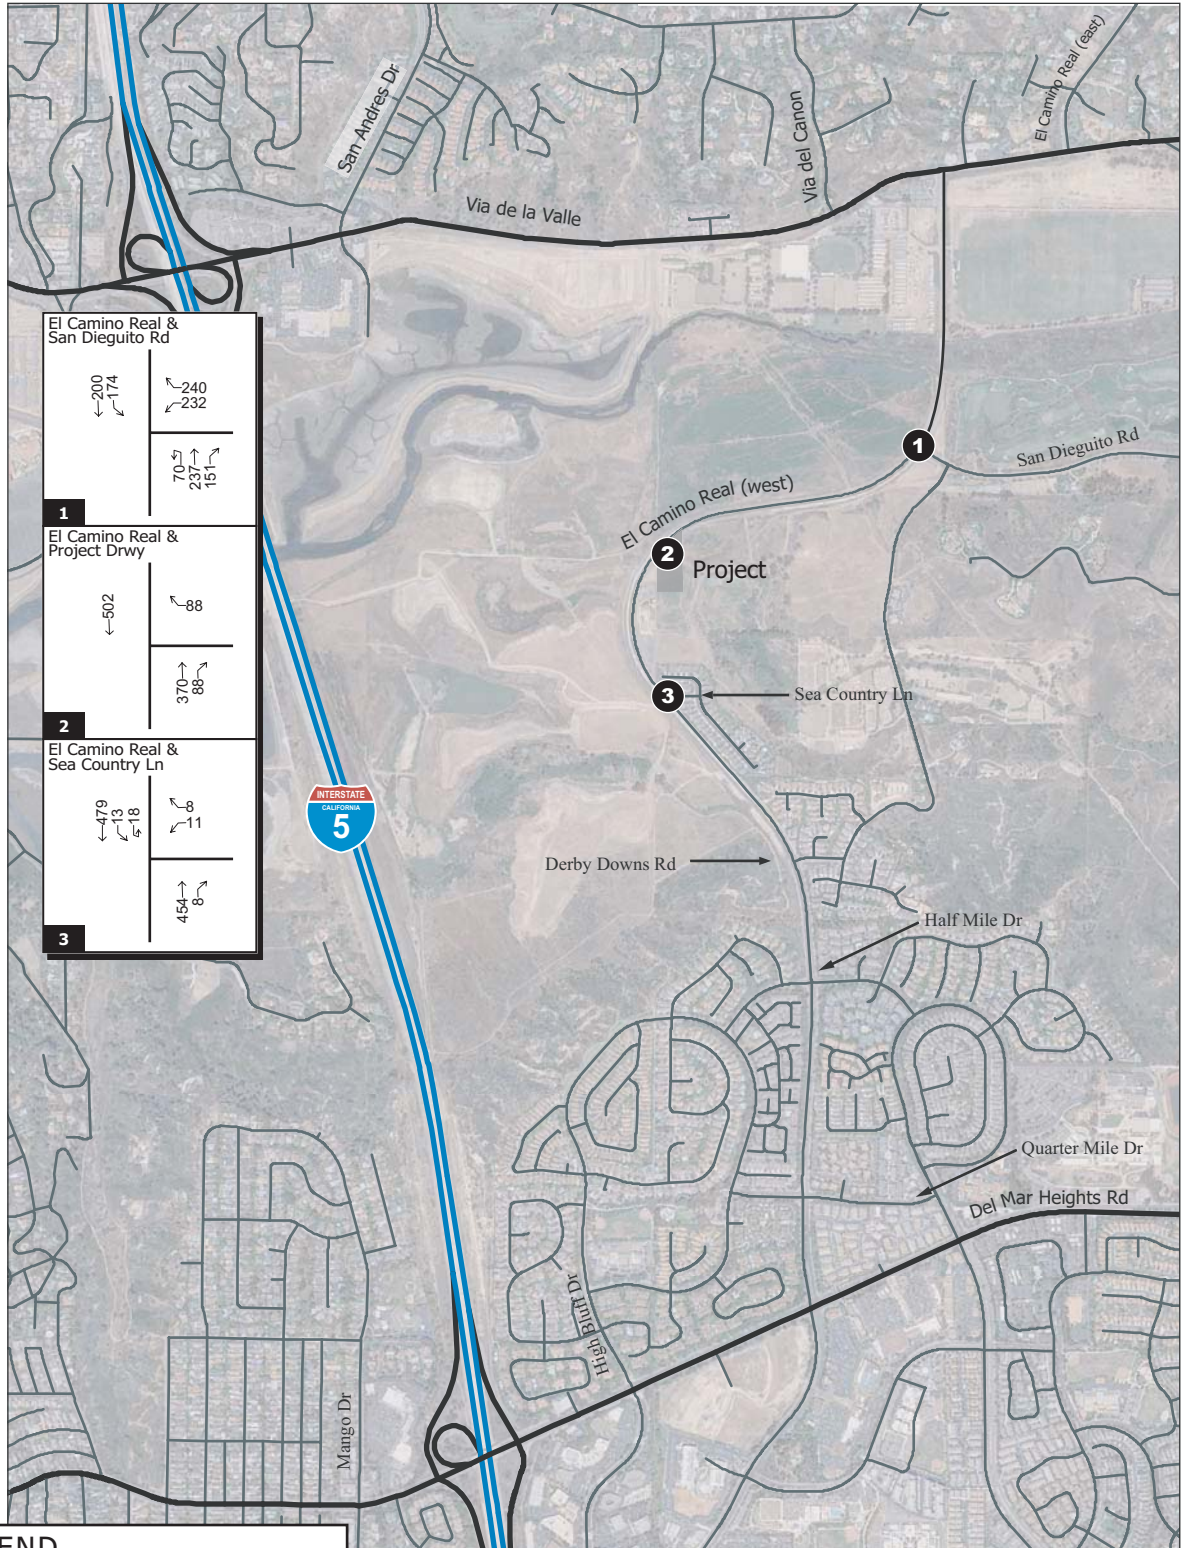 El Camino Real (east)
San Andres Dr
Via del Canon
Via de la Valle
El Camino Real &
San Dieguito Rd
200
174
240
232
70
237
151
1
El Camino Real &
Project Drwy
502
88
370
88
2
El Camino Real &
Sea Country Ln
479
13
18
8
11
454
8
3
1
San Dieguito Rd
El Camino Real (west)
2
Project
3
Sea Country Ln
INTERSTATE
CALIFORNIA
5
Derby Downs Rd
Half Mile Dr
Quarter Mile Dr
Del Mar Heights Rd
High Bluff Dr
Mango Dr